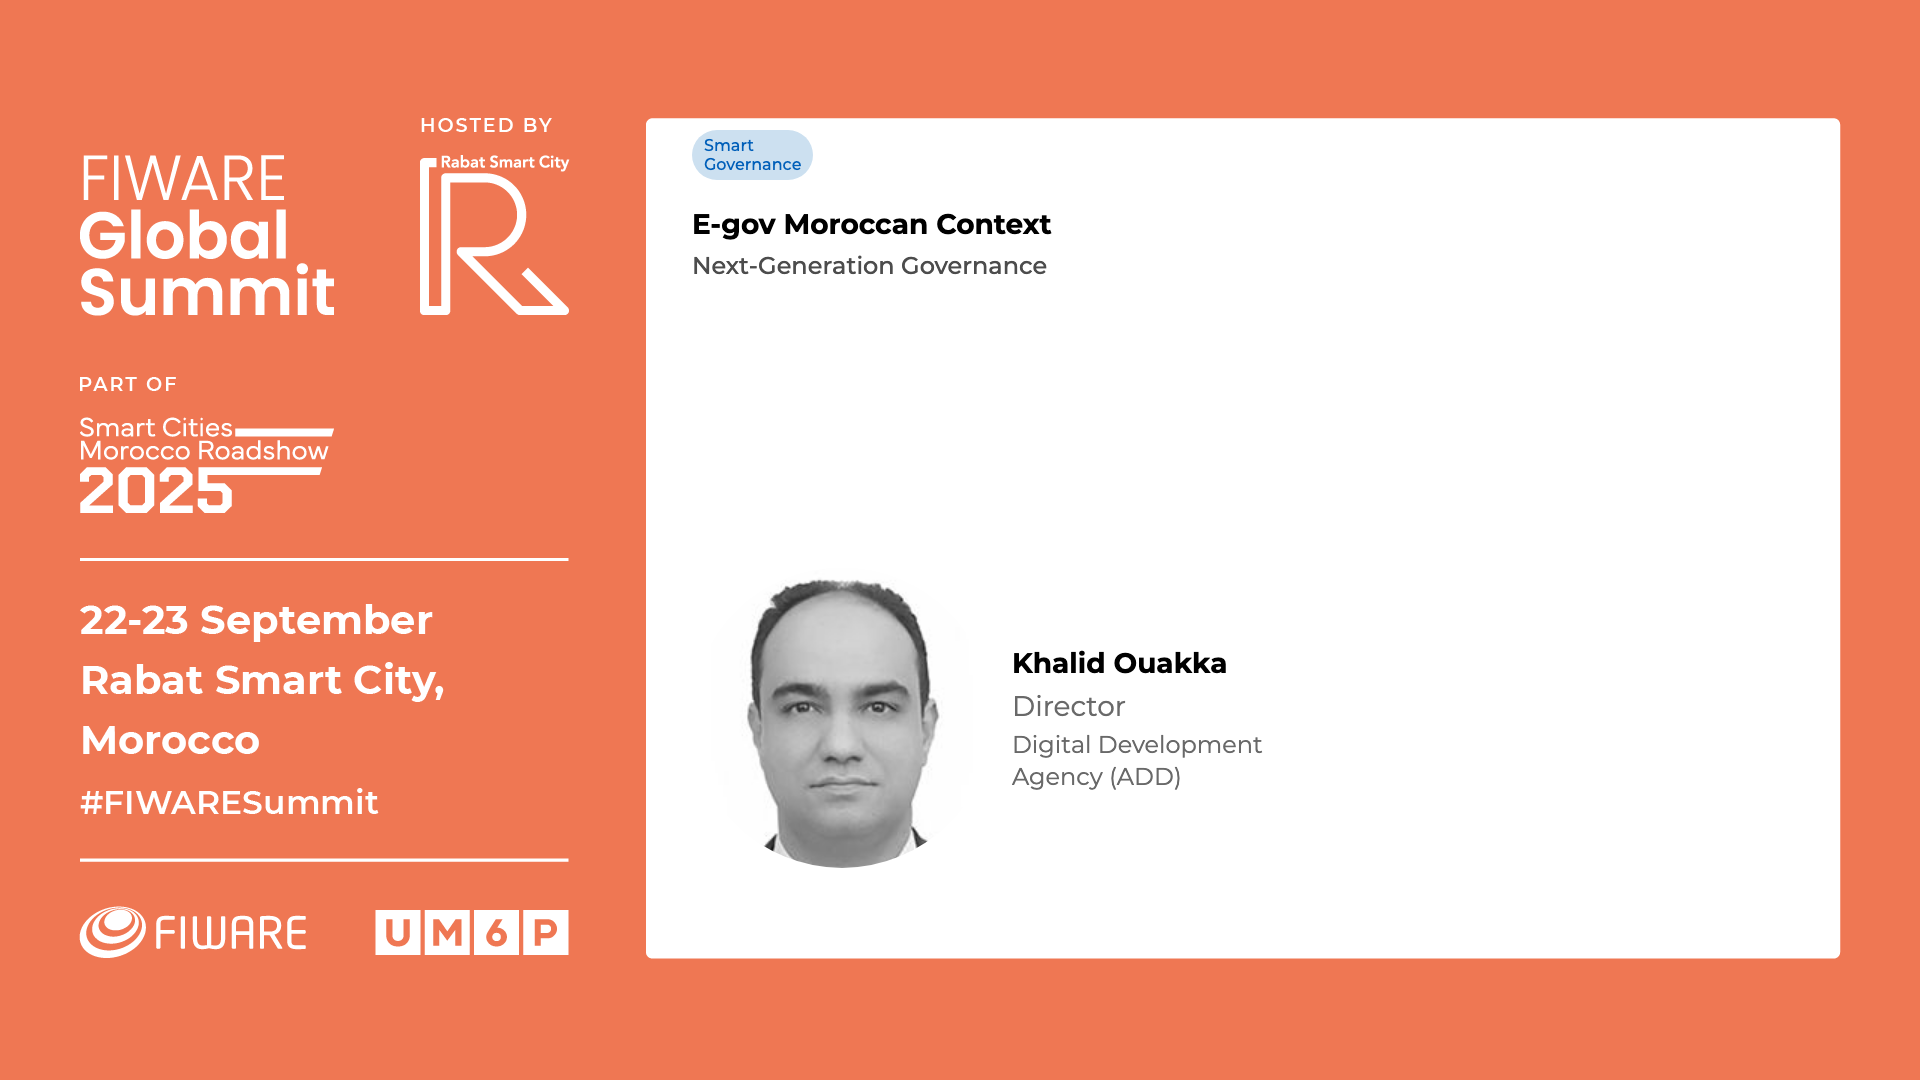 FIWARE
Global
Summit
HOSTED BY
Rabat Smart City
R
PART OF
Smart Cities
Morocco Roadshow
2025
22-23 September
Rabat Smart City,
Morocco
#FIWARESummit
FIWARE
UM6P
Smart
Governance
E-gov Moroccan Context
Next-Generation Governance
Khalid Ouakka
Director
Digital Development
Agency (ADD)